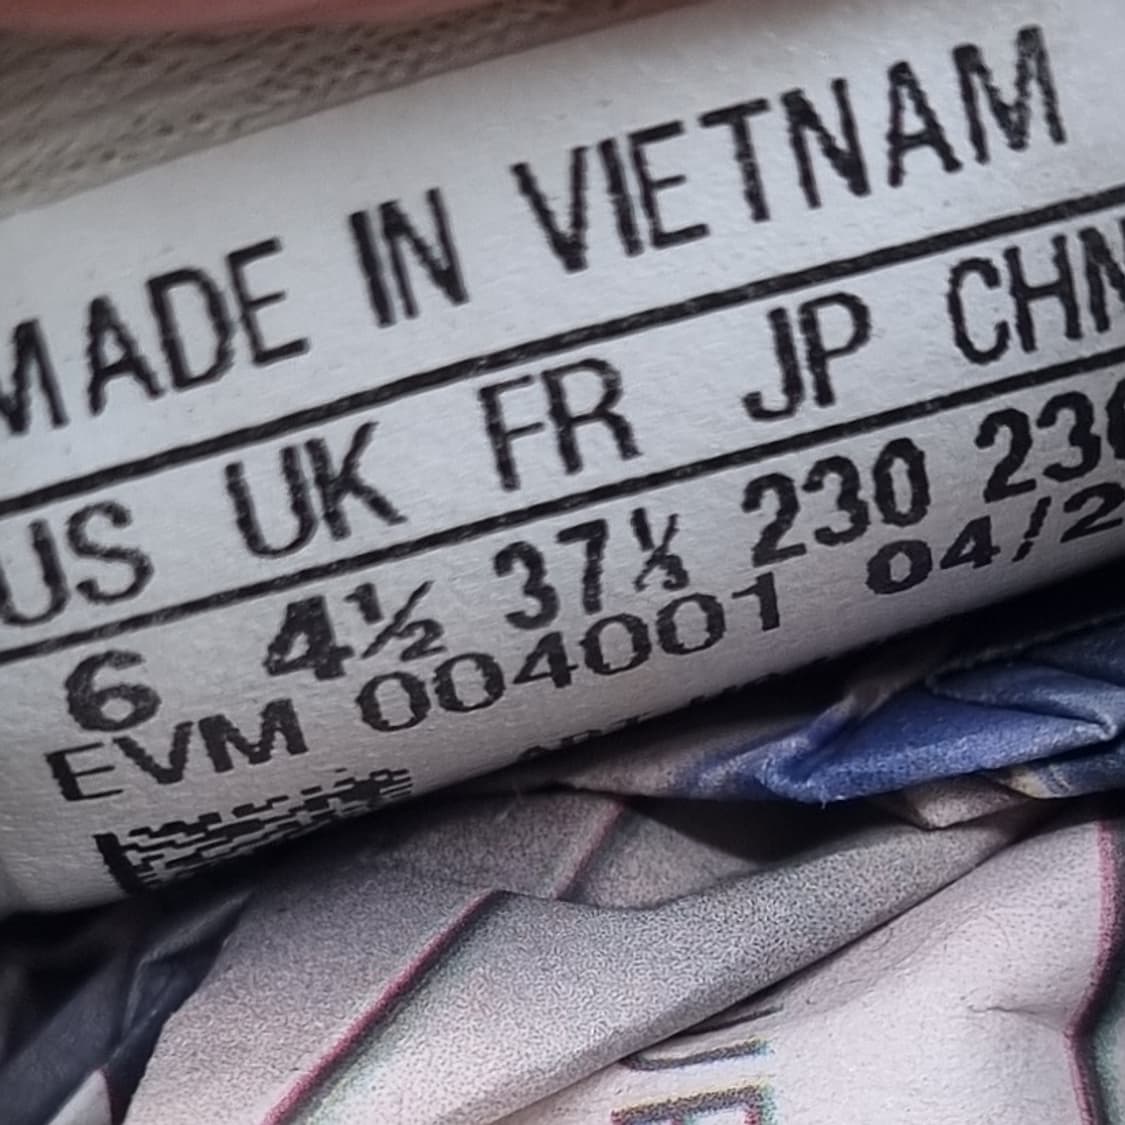 MADE IN VIETNAM
US UK FR JP CHN
6 4½ 37⅓ 230 230
EVM 004001 04/2